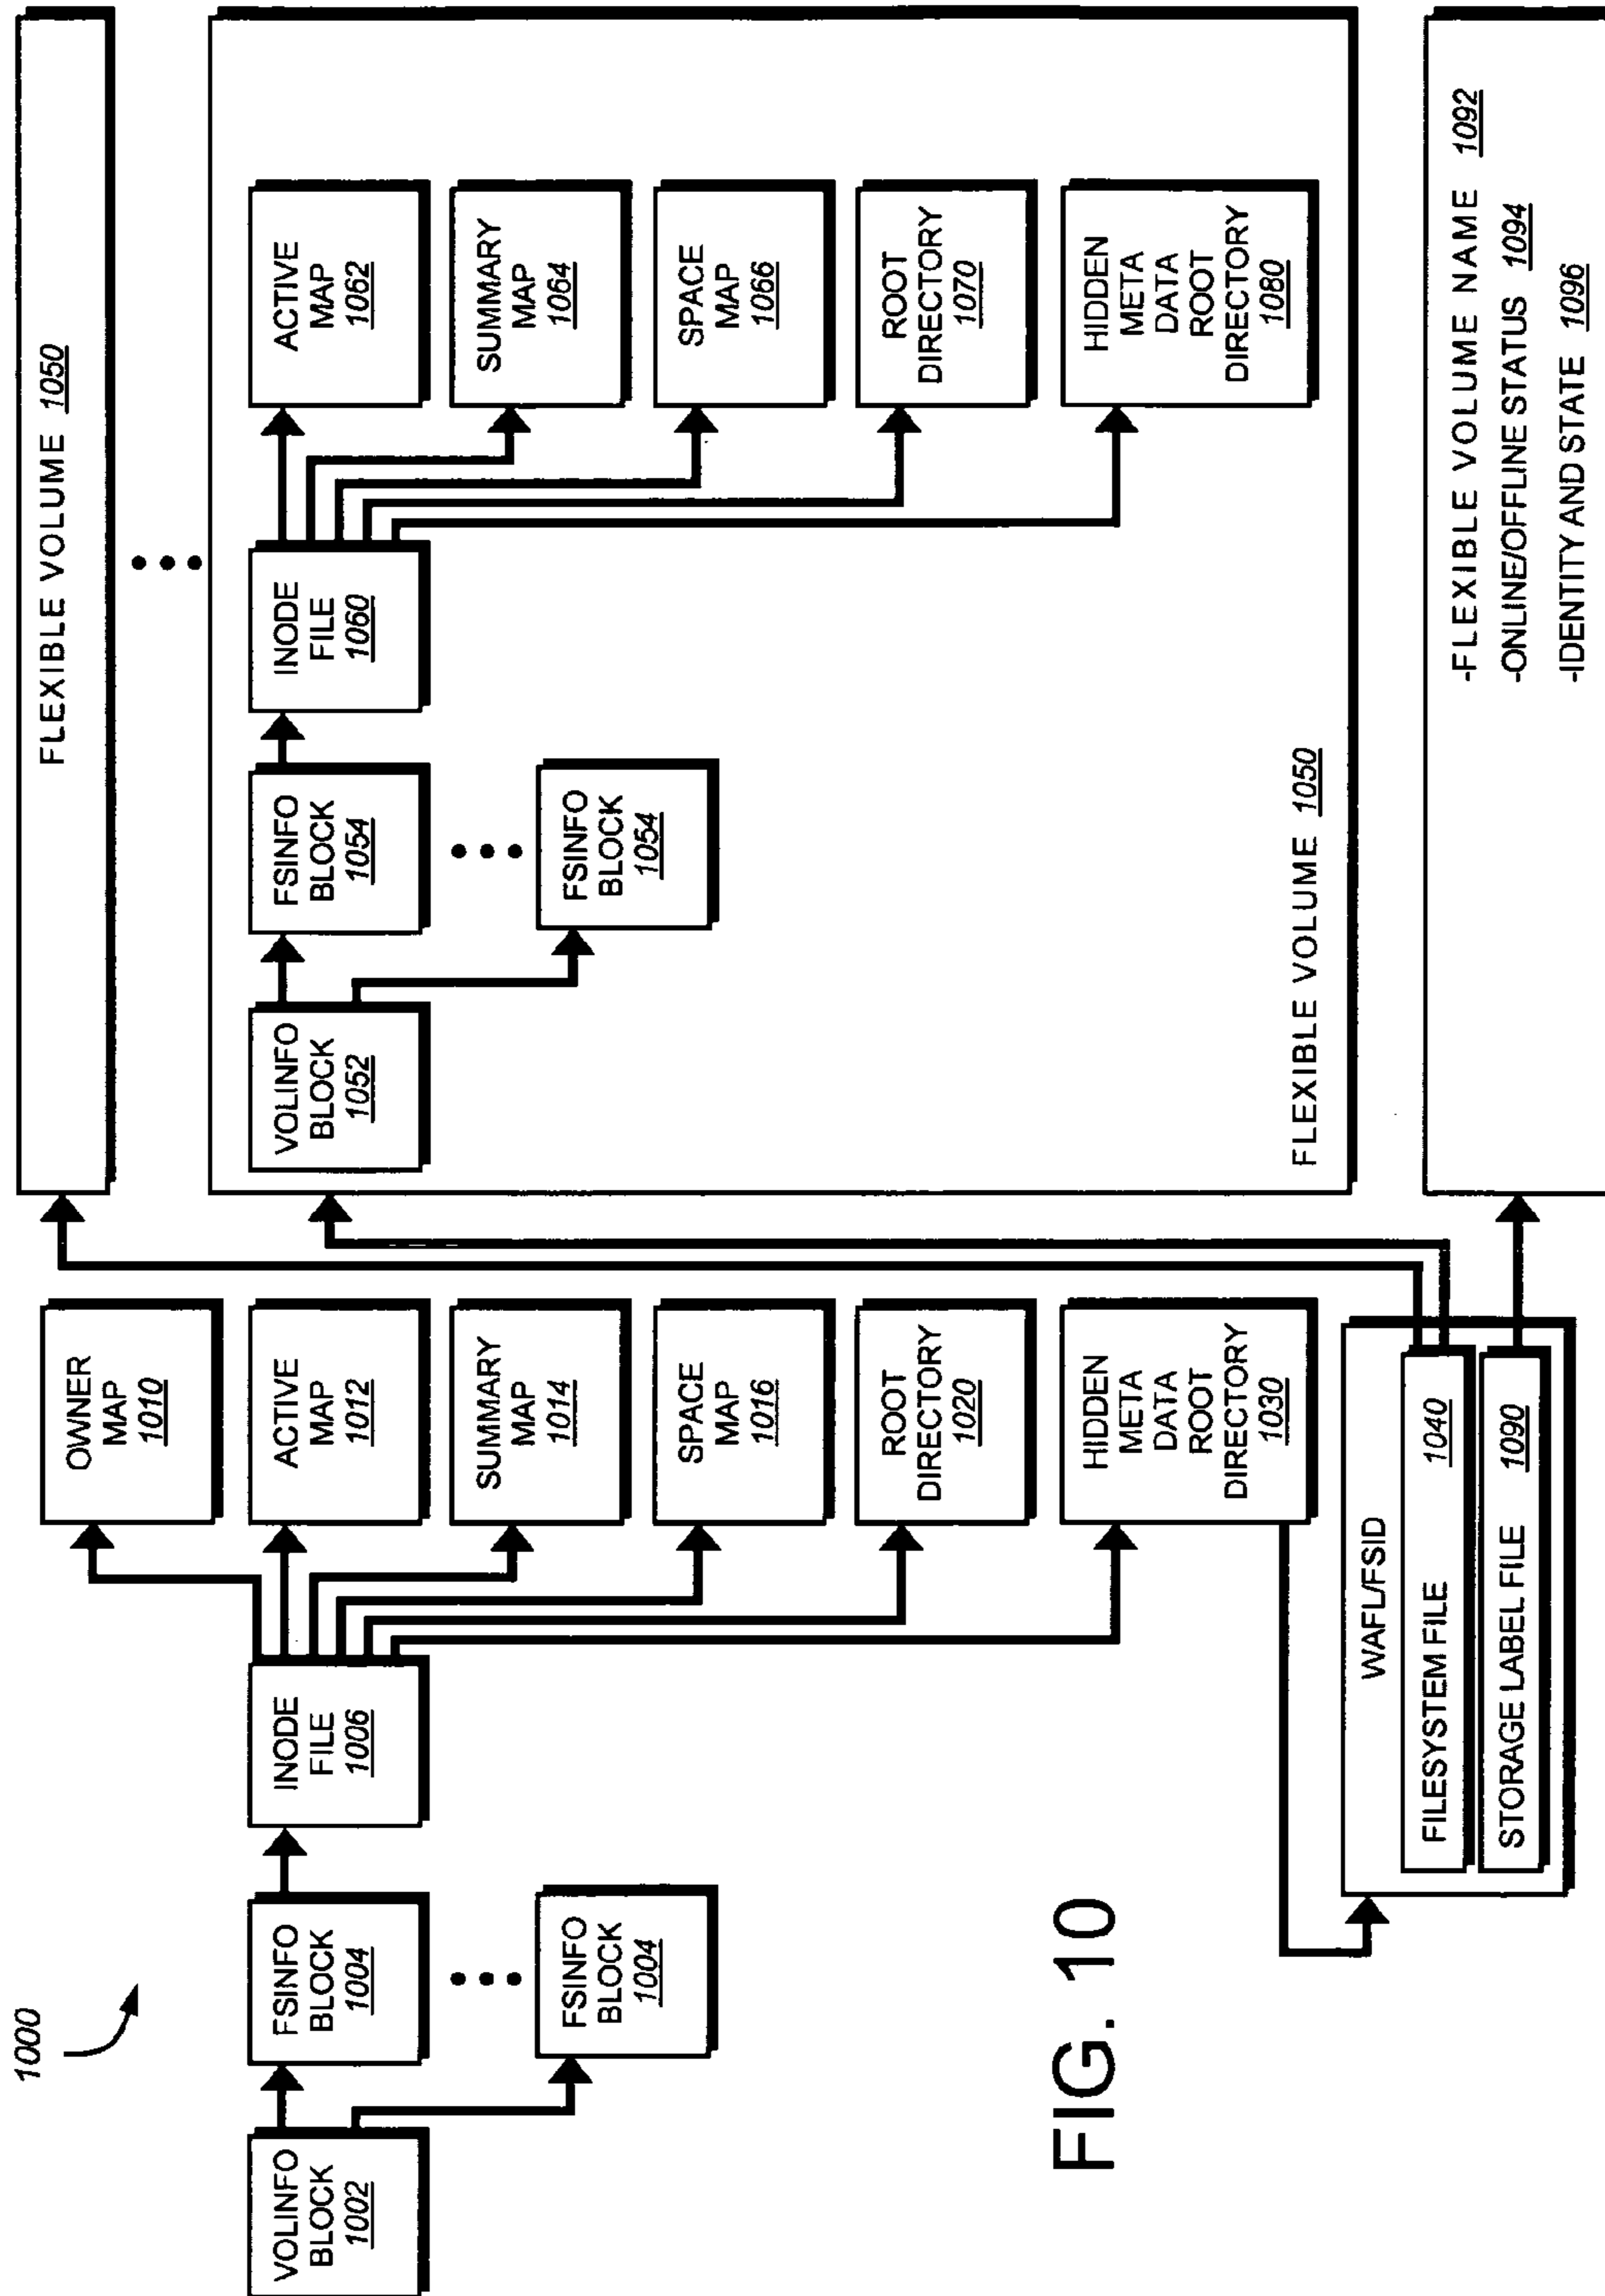 1000
VOLINFO
BLOCK
1002
FSINFO
BLOCK
1004
FSINFO
BLOCK
1004
INODE
FILE
1006
OWNER
MAP
1010
ACTIVE
MAP
1012
SUMMARY
MAP
1014
SPACE
MAP
1016
ROOT
DIRECTORY
1020
HIDDEN
META
DATA
ROOT
DIRECTORY
1030
WAFL/FSID
FILESYSTEM FILE 1040
STORAGE LABEL FILE 1090
FLEXIBLE VOLUME 1050
VOLINFO
BLOCK
1052
FSINFO
BLOCK
1054
FSINFO
BLOCK
1054
INODE
FILE
1060
ACTIVE
MAP
1062
SUMMARY
MAP
1064
SPACE
MAP
1066
ROOT
DIRECTORY
1070
HIDDEN
META
DATA
ROOT
DIRECTORY
1080
FLEXIBLE VOLUME 1050
-FLEXIBLE VOLUME NAME 1092
-ONLINE/OFFLINE STATUS 1094
-IDENTITY AND STATE 1096
FIG. 10